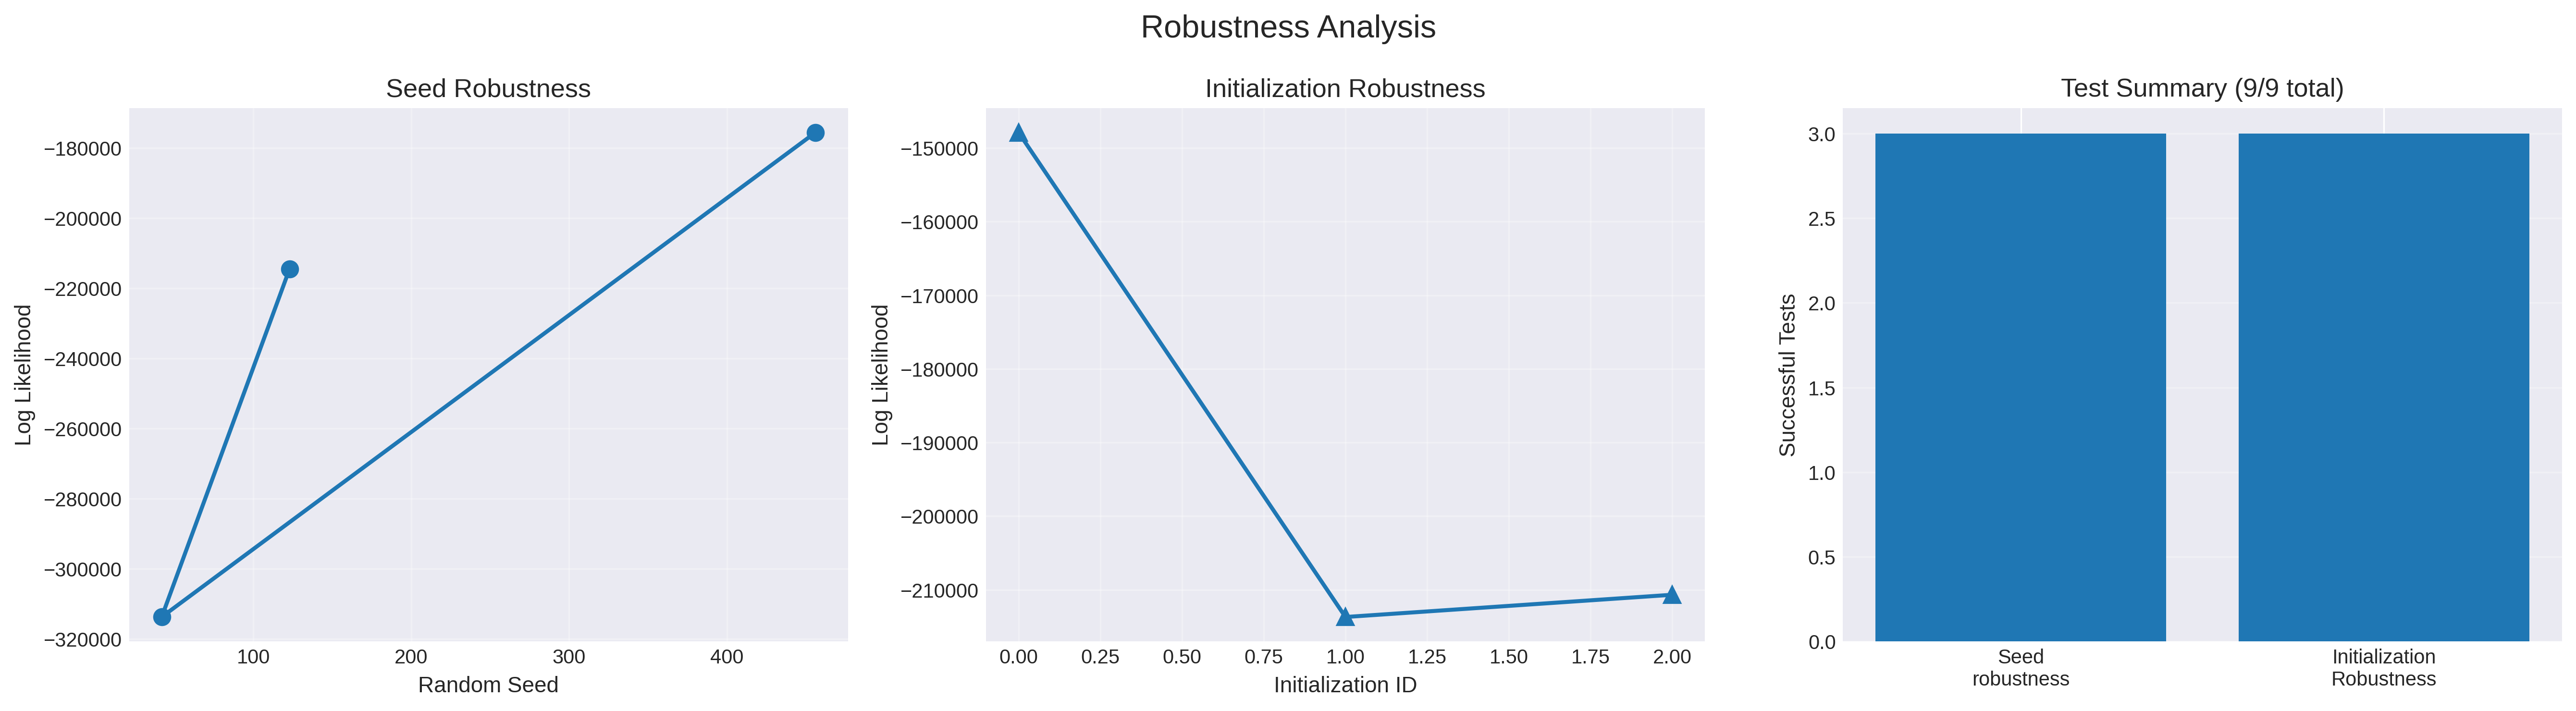 Robustness Analysis
Seed Robustness
Log Likelihood
−180000
−200000
−220000
−240000
−260000
−280000
−300000
−320000
100
200
300
400
Random Seed
Initialization Robustness
Log Likelihood
−150000
−160000
−170000
−180000
−190000
−200000
−210000
0.00
0.25
0.50
0.75
1.00
1.25
1.50
1.75
2.00
Initialization ID
Test Summary (9/9 total)
Successful Tests
3.0
2.5
2.0
1.5
1.0
0.5
0.0
Seed
robustness
Initialization
Robustness